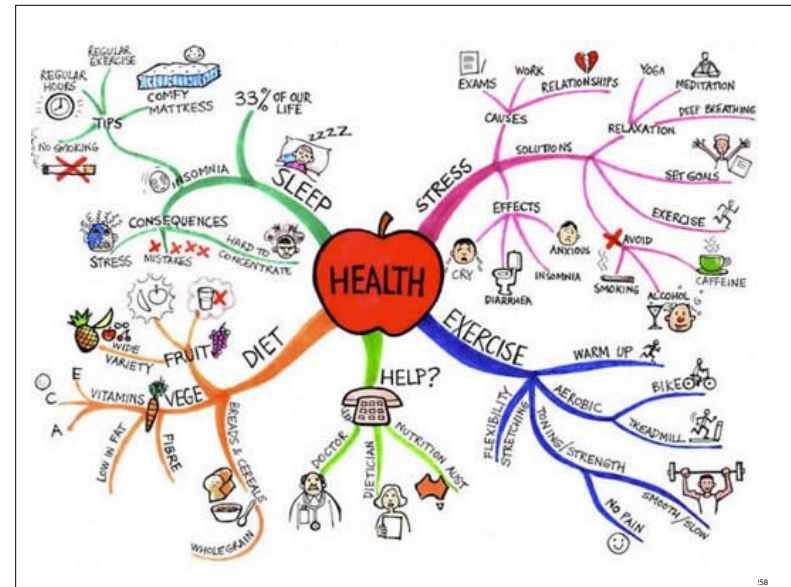 HEALTH
SLEEP
33% OF OUR
LIFE
ZZZZ
INSOMNIA
TIPS
REGULAR
EXERCISE
REGULAR
HOURS
COMFY
MATTRESS
NO SMOKING
CONSEQUENCES
STRESS
MISTAKES
HARD TO
CONCENTRATE
STRESS
CAUSES
EXAMS
WORK
RELATIONSHIPS
SOLUTIONS
RELAXATION
YOGA
MEDITATION
DEEP BREATHING
SET GOALS
EXERCISE
AVOID
SMOKING
ALCOHOL
CAFFEINE
EFFECTS
CRY
DIARRHEA
INSOMNIA
ANXIOUS
DIET
FRUIT
WIDE
VARIETY
VEGE
VITAMINS
E
C
A
LOW IN FAT
FIBRE
BREADS & CEREALS
WHOLEGRAIN
HELP?
DOCTOR
DIETICIAN
NUTRITION AUST
EXERCISE
WARM UP
AEROBIC
BIKE
TREADMILL
FLEXIBILITY
STRETCHING
TONING/STRENGTH
NO PAIN
SMOOTH/SLOW